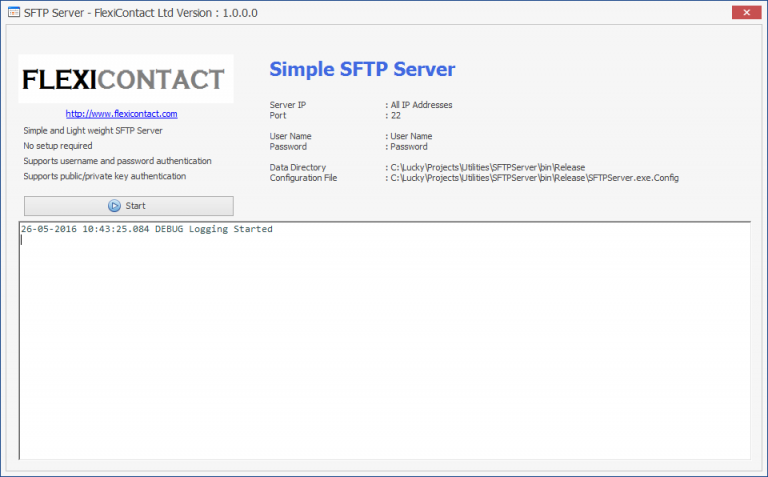 SFTP Server - FlexiContact Ltd Version : 1.0.0.0
FLEXICONTACT
http://www.flexicontact.com
Simple and Light weight SFTP Server
No setup required
Supports username and password authentication
Supports public/private key authentication
Start
Simple SFTP Server
Server IP : All IP Addresses
Port : 22
User Name : User Name
Password : Password
Data Directory : C:\Lucky\Projects\Utilities\SFTPServer\bin\Release
Configuration File : C:\Lucky\Projects\Utilities\SFTPServer\bin\Release\SFTPServer.exe.Config
26-05-2016 10:43:25.084 DEBUG Logging Started